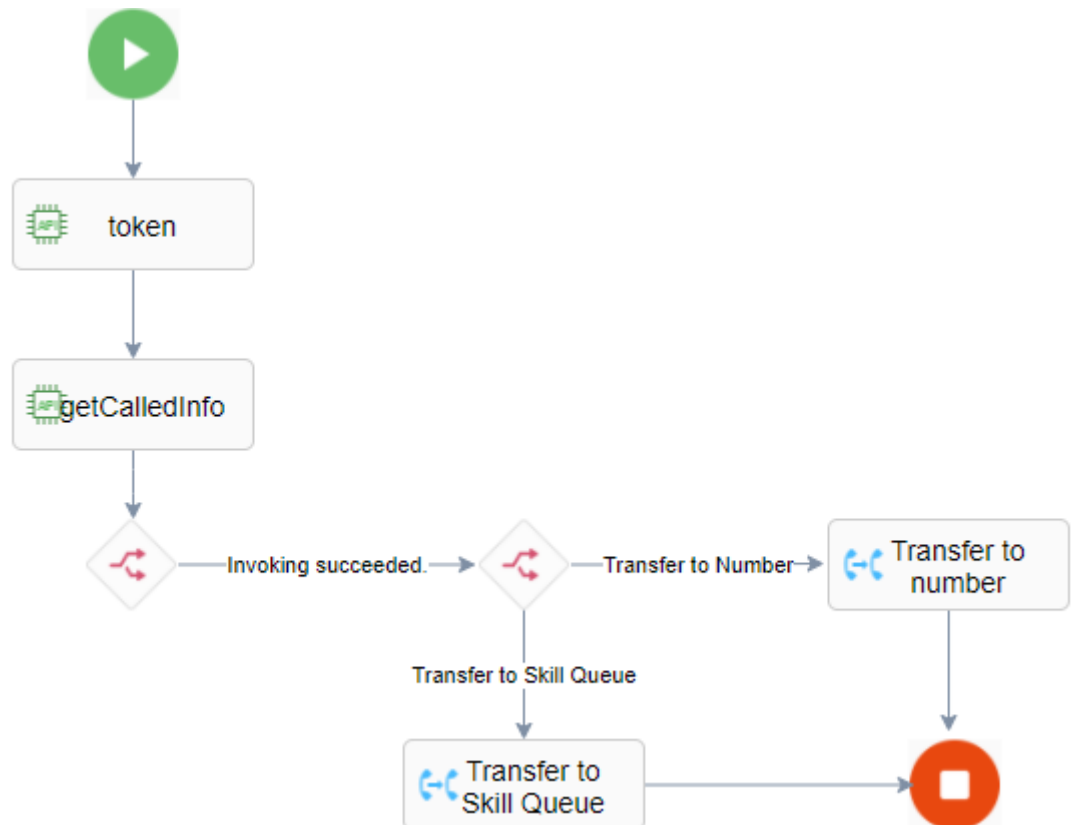 token
getCalledInfo
Invoking succeeded.
Transfer to Number
Transfer to
number
Transfer to Skill Queue
Transfer to
Skill Queue